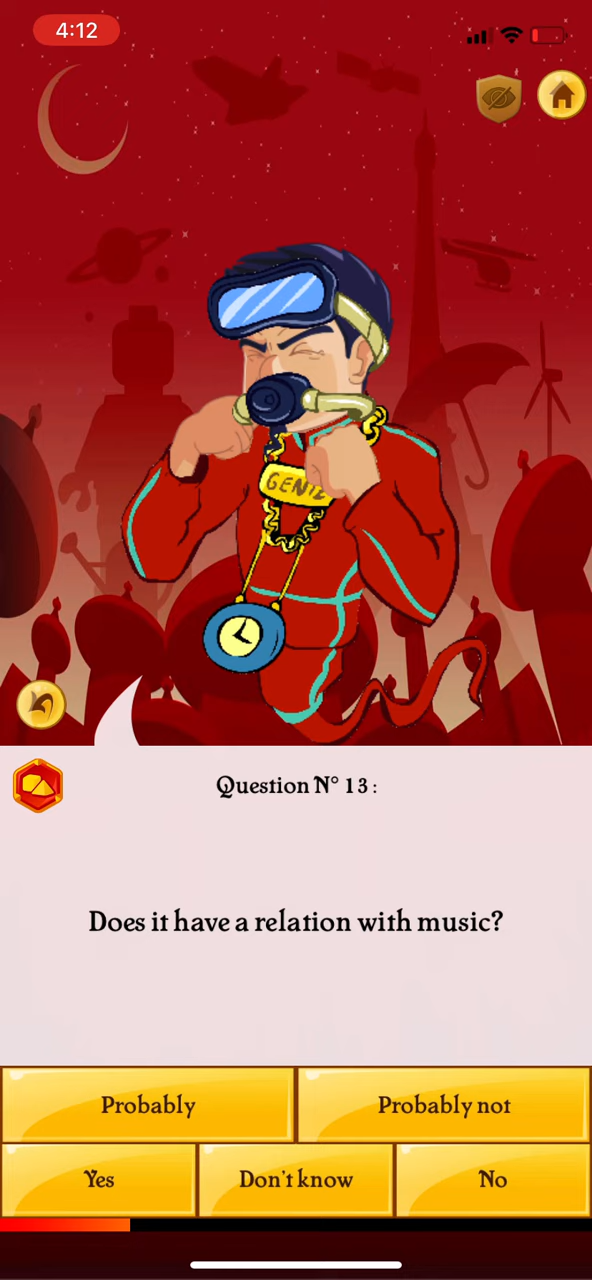 4:12
GENIE
Question N° 13 :
Does it have a relation with music?
Probably
Probably not
Yes
Don't know
No